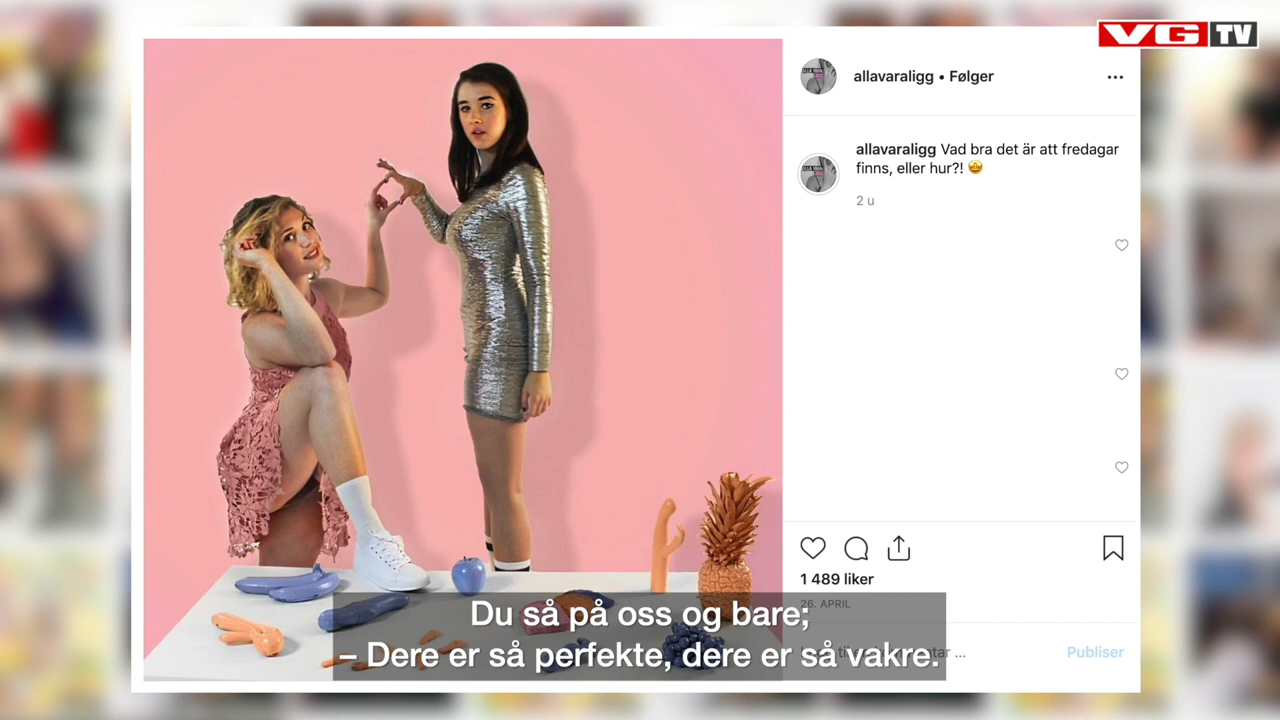 VG TV
allavaraligg • Følger
allavaraligg Vad bra det är att fredagar
finns, eller hur?! 🤩
2 u
1 489 liker
26. APRIL
Du så på oss og bare;
– Dere er så perfekte, dere er så vakre.
...
Publiser